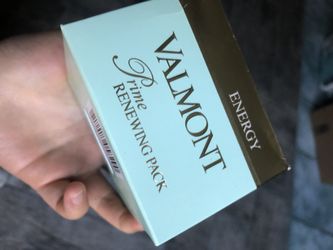 ENERGY
VALMONT
Prime
RENEWING PACK